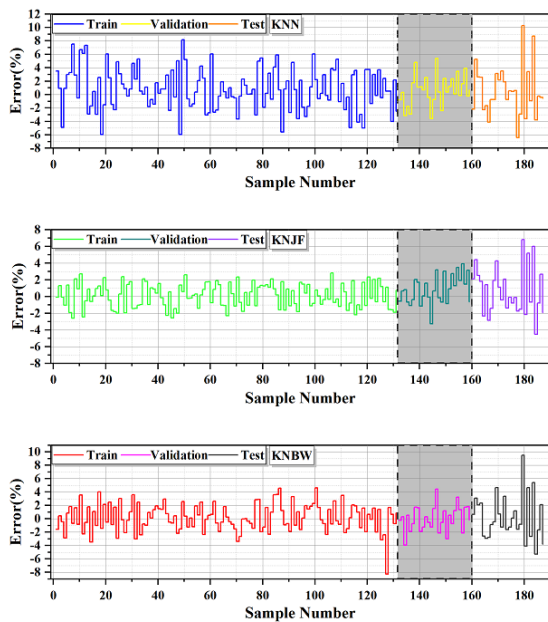 Train Validation Test KNN
Error(%)
12
10
8
6
4
2
0
-2
-4
-6
-8
0 20 40 60 80 100 120 140 160 180
Sample Number
Train Validation Test KNJF
Error(%)
8
6
4
2
0
-2
-4
-6
-8
0 20 40 60 80 100 120 140 160 180
Sample Number
Train Validation Test KNBW
Error(%)
10
8
6
4
2
0
-2
-4
-6
-8
0 20 40 60 80 100 120 140 160 180
Sample Number